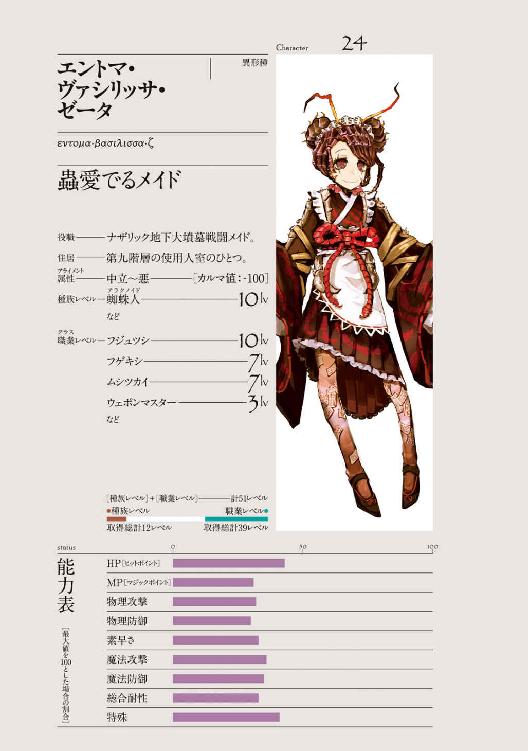 Character 24
エントマ・
ヴァシリッサ・
ゼータ
異形種
εντομα・βασιλισσα・ζ
蟲愛でるメイド
役職 ナザリック地下大墳墓戦闘メイド。
住居 第九階層の使用人室のひとつ。
アライメント
属性 中立～悪 [カルマ値:-100]
アラクノイド
種族レベル 蜘蛛人 10lv
など
クラス
職業レベル フジュツシ 10lv
フゲキシ 7lv
ムシツカイ 7lv
ウェポンマスター 3lv
など
[種族レベル]+[職業レベル] 計51レベル
種族レベル 職業レベル
取得総計12レベル 取得総計39レベル
status 0 50 100
能力表
[最大値を100とした場合の割合]
HP[ヒットポイント]
MP[マジックポイント]
物理攻撃
物理防御
素早さ
魔法攻撃
魔法防御
総合耐性
特殊